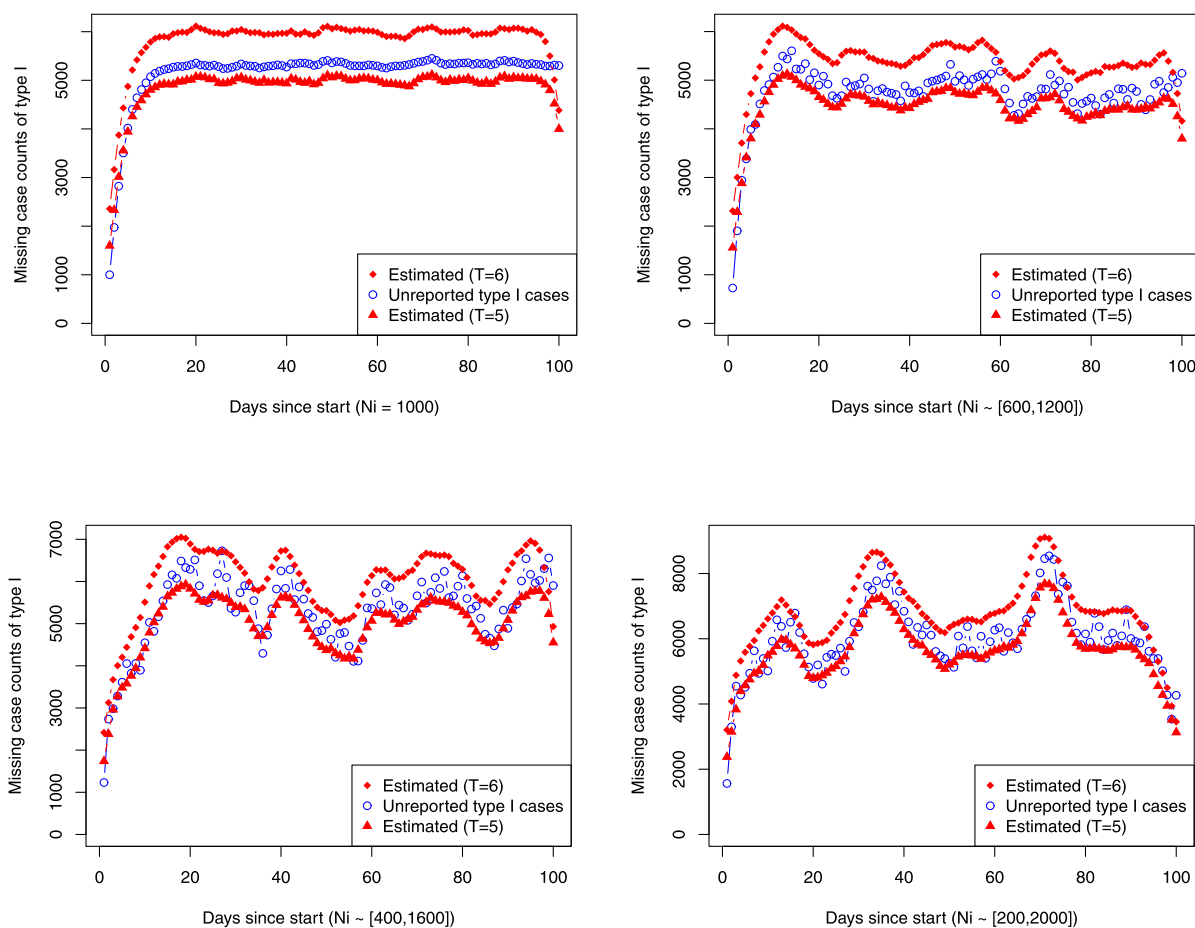 Missing case counts of type I
5000
3000
1000
0
Estimated (T=6)
Unreported type I cases
Estimated (T=5)
0 20 40 60 80 100
Days since start (Ni = 1000)
Missing case counts of type I
5000
3000
1000
0
Estimated (T=6)
Unreported type I cases
Estimated (T=5)
0 20 40 60 80 100
Days since start (Ni ~ [600,1200])
Missing case counts of type I
7000
5000
3000
1000
0
Estimated (T=6)
Unreported type I cases
Estimated (T=5)
0 20 40 60 80 100
Days since start (Ni ~ [400,1600])
Missing case counts of type I
8000
6000
4000
2000
0
Estimated (T=6)
Unreported type I cases
Estimated (T=5)
0 20 40 60 80 100
Days since start (Ni ~ [200,2000])